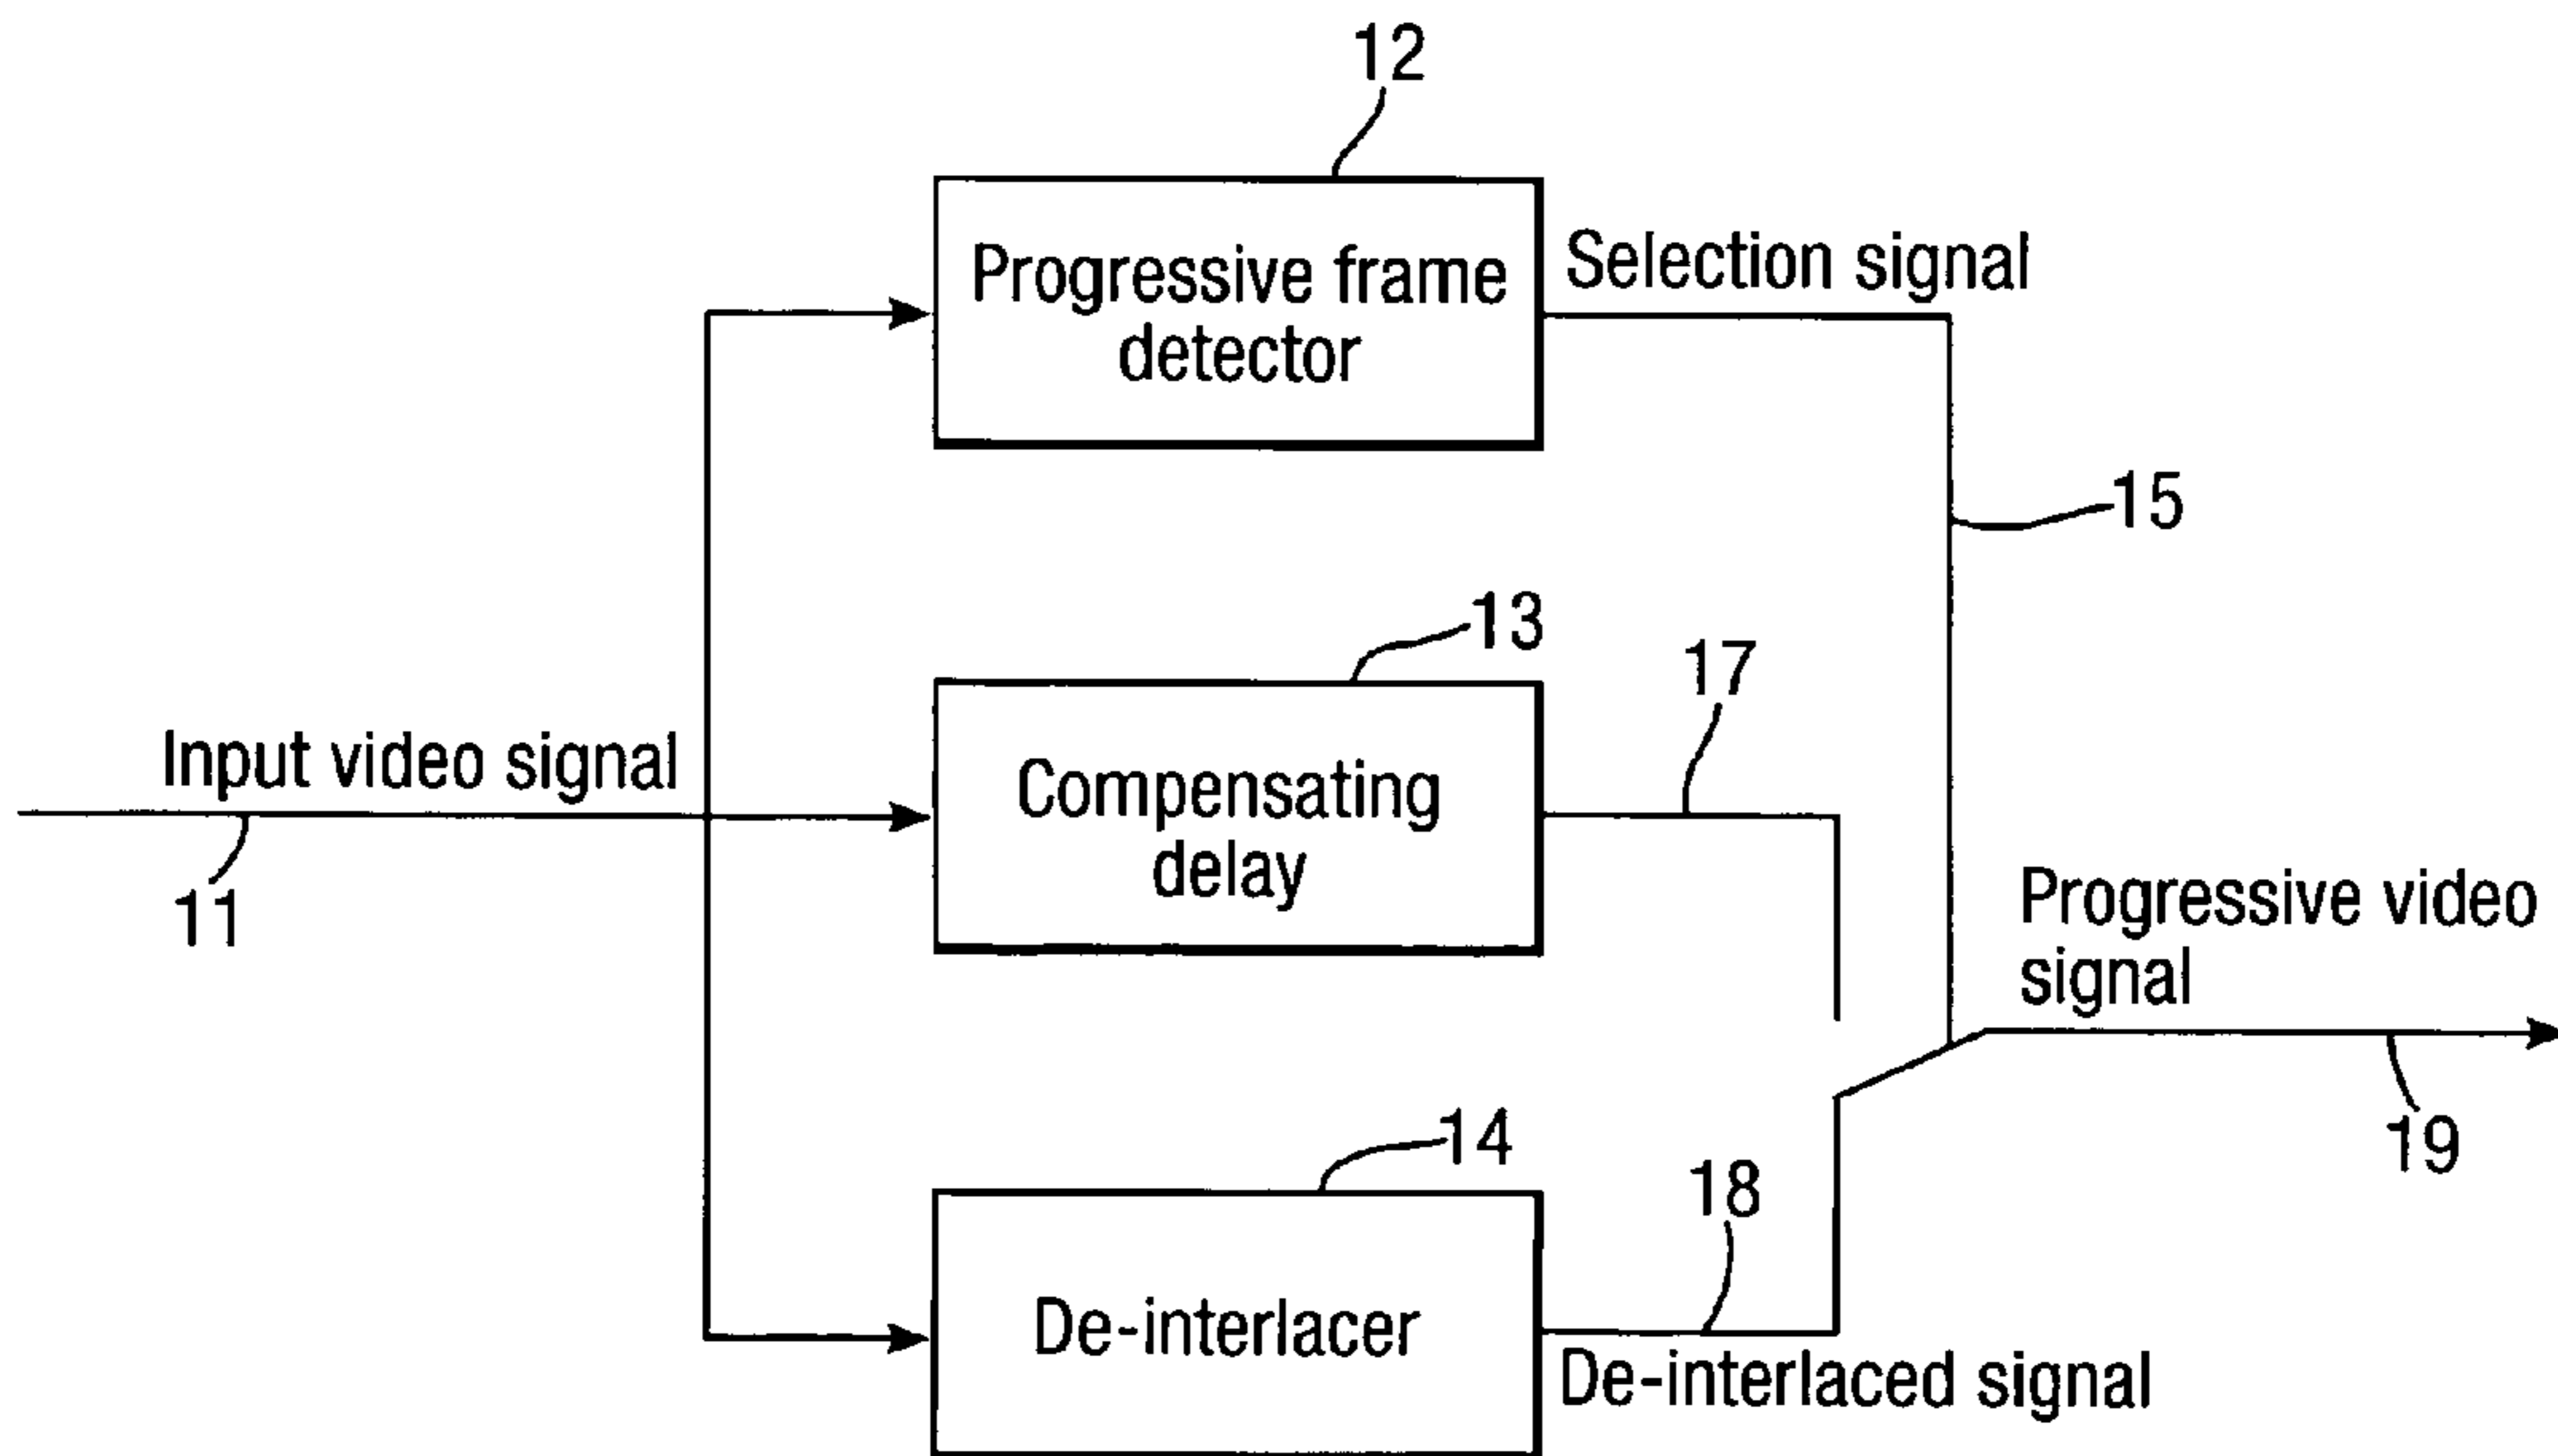 12
Progressive frame
detector
Selection signal
15
13
17
Input video signal
11
Compensating
delay
Progressive video
signal
19
14
18
De-interlacer
De-interlaced signal